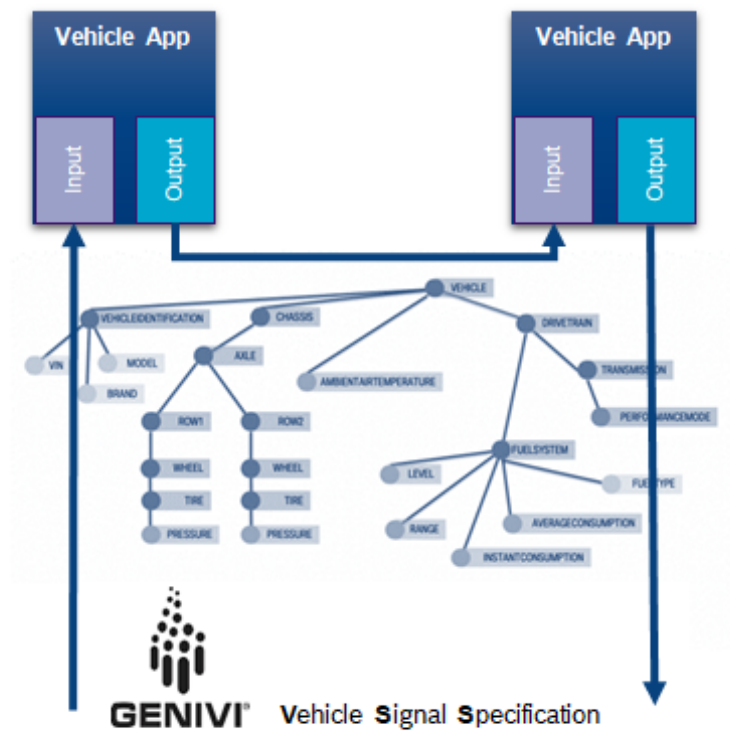 Vehicle App
Vehicle App
Input
Output
Input
Output
VEHICLE
VEHICLEIDENTIFICATION
CHASSIS
DRIVETRAIN
VIN
MODEL
AXLE
TRANSMISSION
BRAND
AMBIENTAIRTEMPERATURE
PERFORMANCEMODE
ROW1
ROW2
FUELSYSTEM
WHEEL
WHEEL
LEVEL
FUELTYPE
TIRE
TIRE
RANGE
AVERAGECONSUMPTION
PRESSURE
PRESSURE
INSTANTCONSUMPTION
GENIVI®
Vehicle Signal Specification